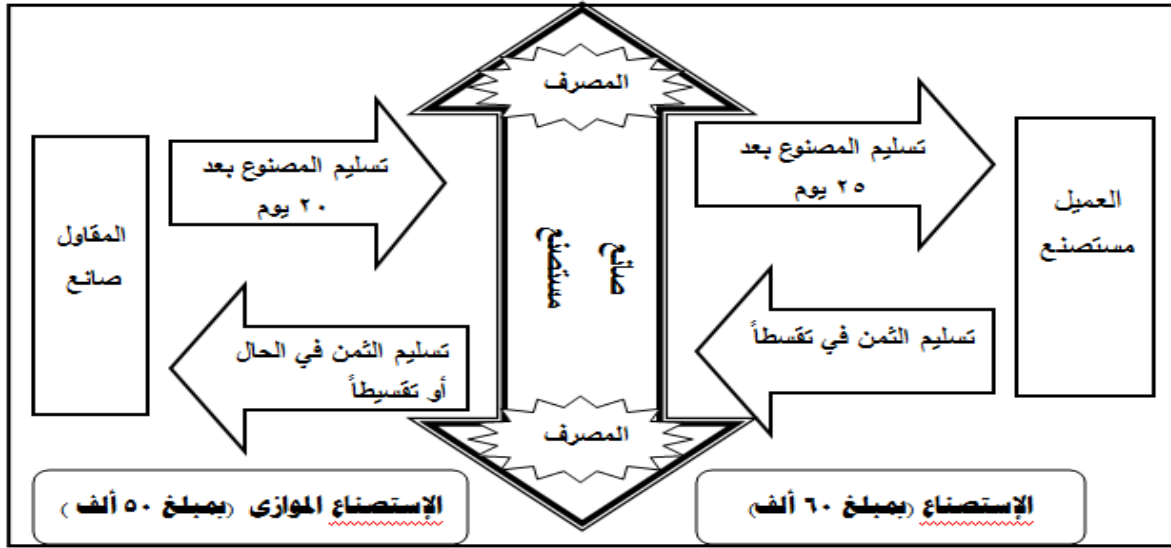 المصرف
تسليم المصنوع بعد
٢٥ يوم
العميل
مستصنع
تسليم الثمن في تقسطاً
صانع
مستصنع
تسليم المصنوع بعد
٢٠ يوم
المقاول
صانع
تسليم الثمن في الحال
أو تقسيطاً
المصرف
الإستصناع (بمبلغ ٦٠ ألف)
الإستصناع الموازى (بمبلغ ٥٠ ألف )